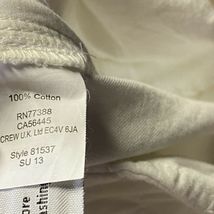 100% Cotton
RN77388
CA56445
CREW U.K. Ltd EC4V 6JA
Style 81537
SU 13